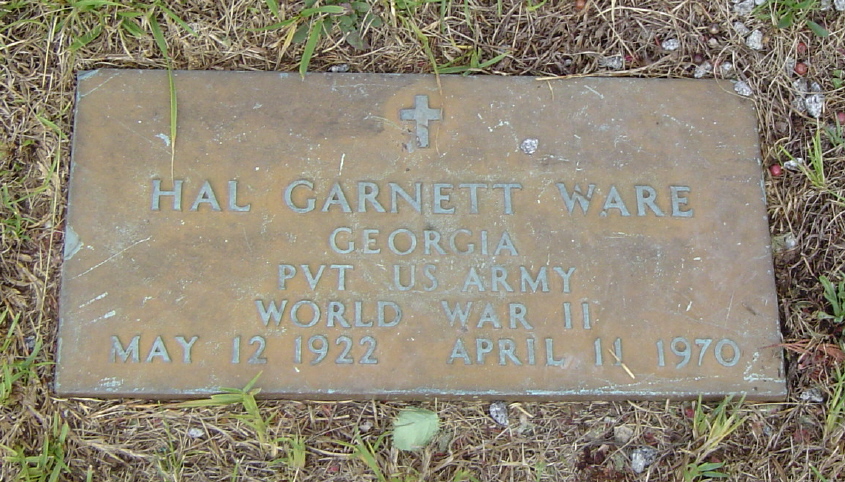 HAL GARNETT WARE
GEORGIA
PVT US ARMY
WORLD WAR II
MAY 12 1922 APRIL 11 1970